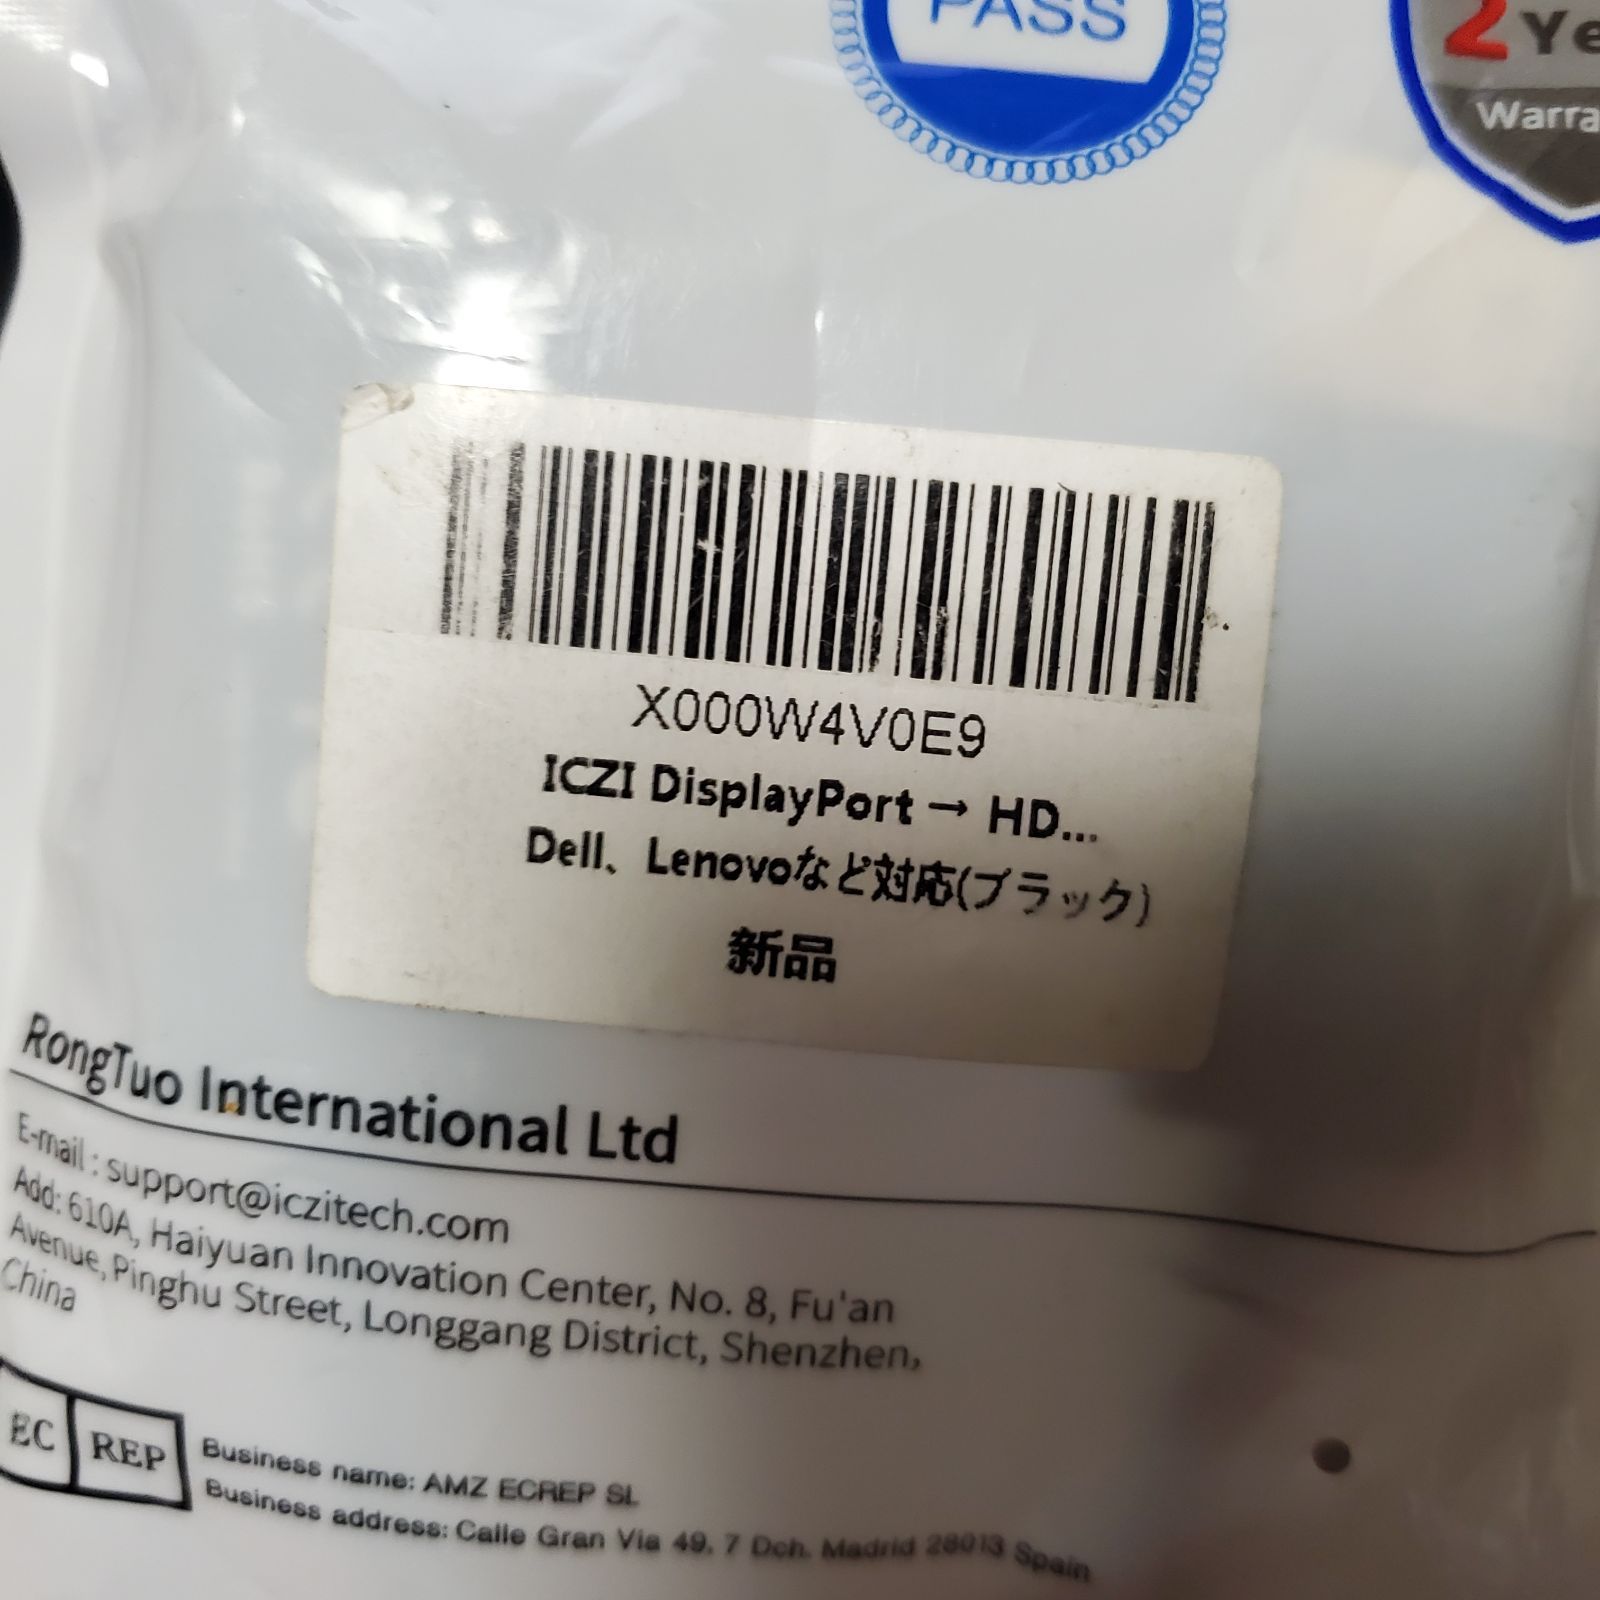 PASS
2 Ye
Warra
X000W4V0E9
ICZI DisplayPort → HD...
Dell、Lenovoなど対応(ブラック)
新品
RongTuo International Ltd
E-mail : support@iczitech.com
Add: 610A, Haiyuan Innovation Center, No. 8, Fu'an
Avenue, Pinghu Street, Longgang District, Shenzhen,
China
EC REP
Business name: AMZ ECREP SL
Business address: Calle Gran Via 49, 7 Dch. Madrid 28013 Spain